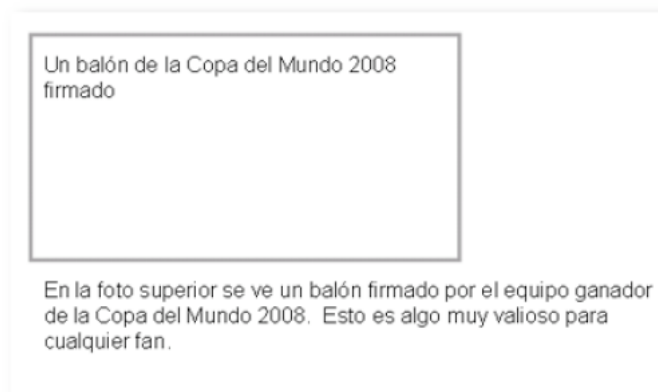 Un balón de la Copa del Mundo 2008
firmado
En la foto superior se ve un balón firmado por el equipo ganador
de la Copa del Mundo 2008.  Esto es algo muy valioso para
cualquier fan.